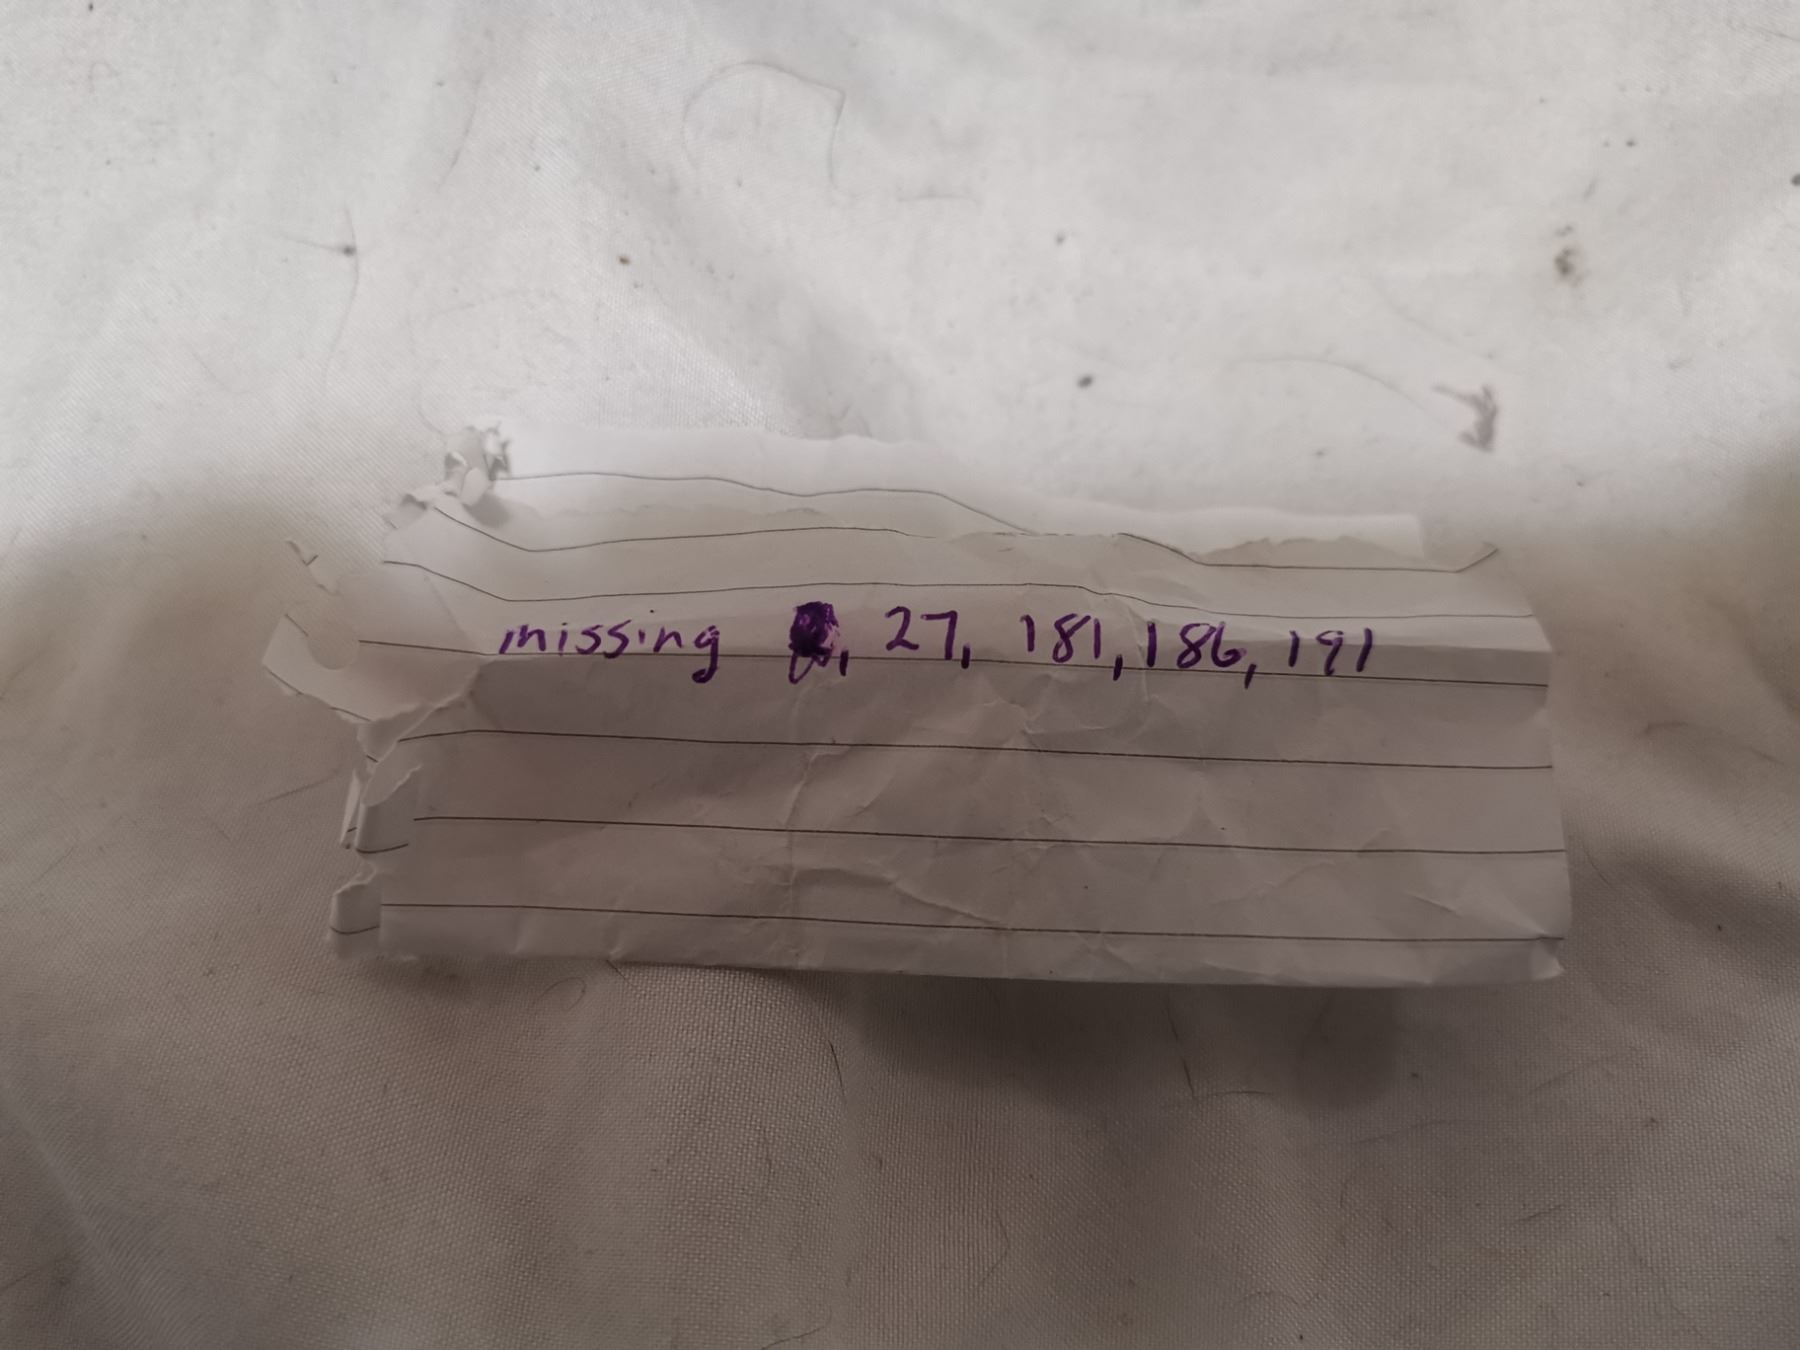 missing , 27, 181, 186, 191